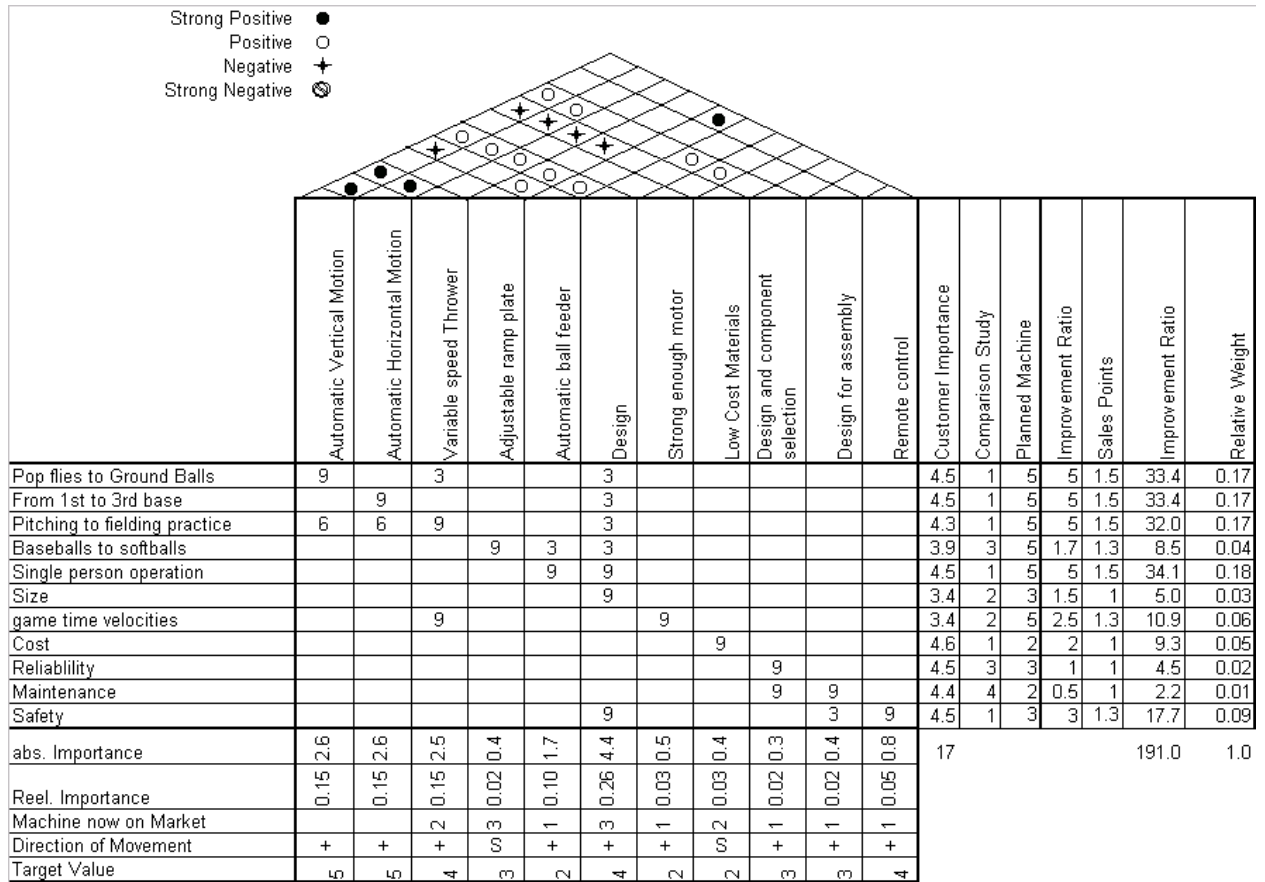 Strong Positive
Positive
Negative
Strong Negative
Automatic Vertical Motion
Automatic Horizontal Motion
Variable speed Thrower
Adjustable ramp plate
Automatic ball feeder
Design
Strong enough motor
Low Cost Materials
Design and component
selection
Design for assembly
Remote control
Customer Importance
Comparison Study
Planned Machine
Improvement Ratio
Sales Points
Improvement Ratio
Relative Weight
Pop flies to Ground Balls 9 3 3 4.5 1 5 5 1.5 33.4 0.17
From 1st to 3rd base 9 3 4.5 1 5 5 1.5 33.4 0.17
Pitching to fielding practice 6 6 9 3 4.3 1 5 5 1.5 32.0 0.17
Baseballs to softballs 9 3 3 3.9 3 5 1.7 1.3 8.5 0.04
Single person operation 9 9 4.5 1 5 5 1.5 34.1 0.18
Size 9 3.4 2 3 1.5 1 5.0 0.03
game time velocities 9 9 3.4 2 5 2.5 1.3 10.9 0.06
Cost 9 4.6 1 2 2 1 9.3 0.05
Reliablility 9 4.5 3 3 1 1 4.5 0.02
Maintenance 9 9 4.4 4 2 0.5 1 2.2 0.01
Safety 9 3 9 4.5 1 3 3 1.3 17.7 0.09
abs. Importance 2.6 2.6 2.5 0.4 1.7 4.4 0.5 0.4 0.3 0.4 0.8 17 191.0 1.0
Reel. Importance 0.15 0.15 0.15 0.02 0.10 0.26 0.03 0.03 0.02 0.02 0.05
Machine now on Market 2 3 1 3 1 2 1 1 1
Direction of Movement + + + S + + + S + + +
Target Value 5 5 4 3 2 4 2 2 3 3 4